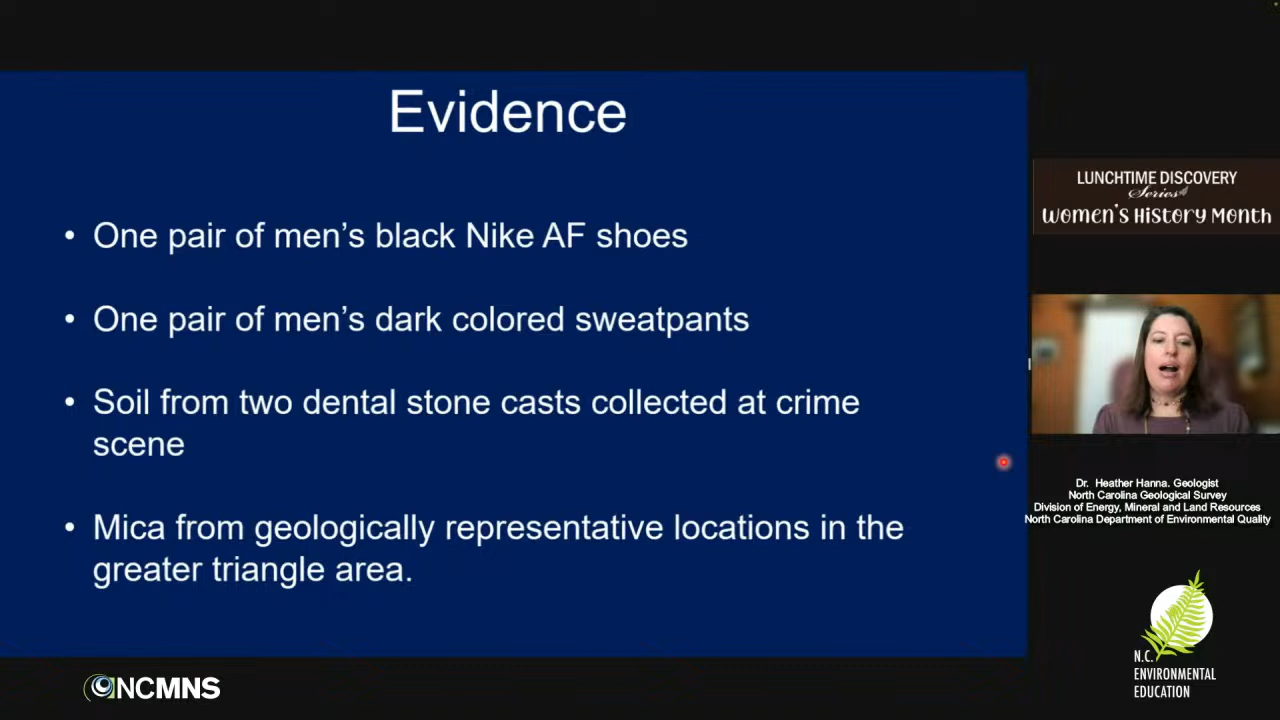 Evidence
• One pair of men's black Nike AF shoes
• One pair of men's dark colored sweatpants
• Soil from two dental stone casts collected at crime
scene
• Mica from geologically representative locations in the
greater triangle area.
LUNCHTIME DISCOVERY
Series
Women's History Month
Dr. Heather Hanna. Geologist
North Carolina Geological Survey
Division of Energy, Mineral and Land Resources
North Carolina Department of Environmental Quality
N.C.
ENVIRONMENTAL
EDUCATION
NCMNS